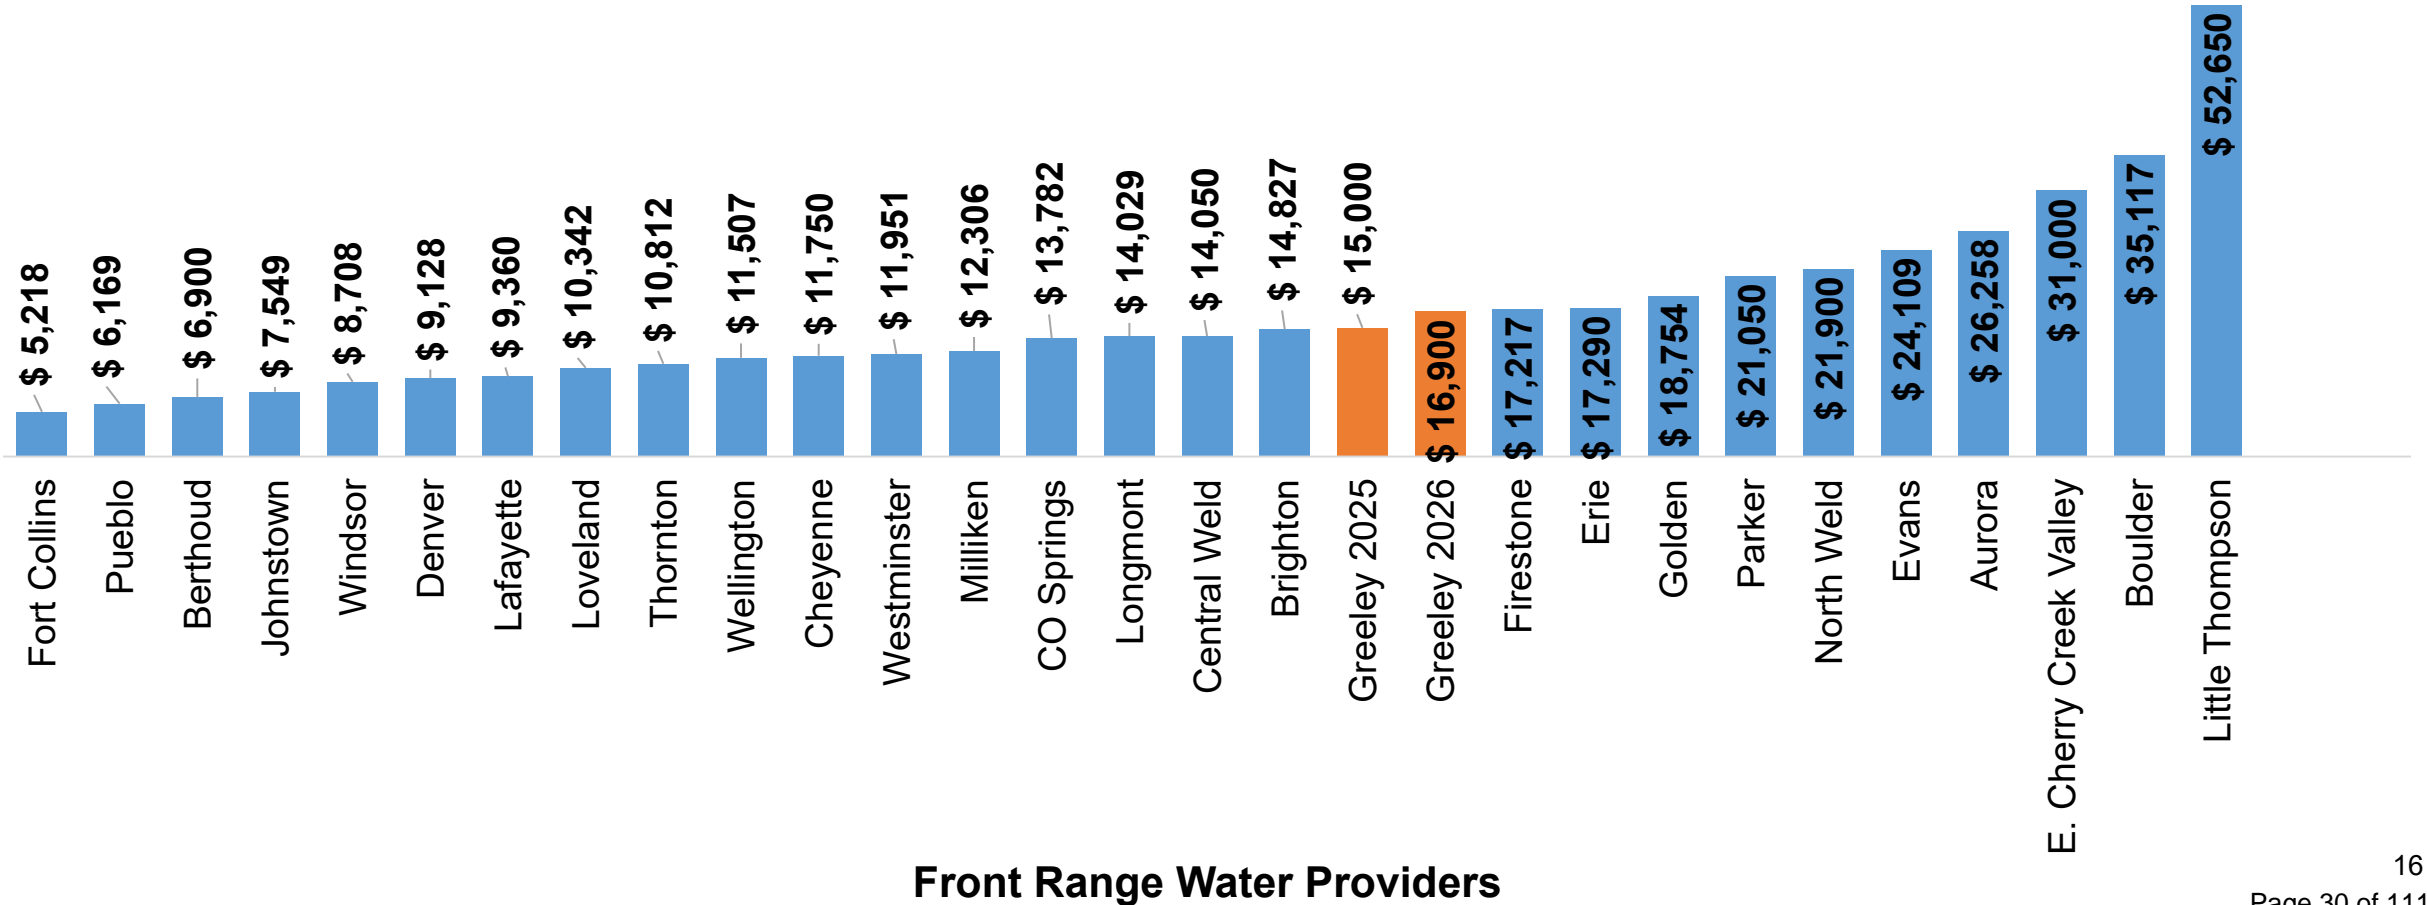 $ 5,218
$ 6,169
$ 6,900
$ 7,549
$ 8,708
$ 9,128
$ 9,360
$ 10,342
$ 10,812
$ 11,507
$ 11,750
$ 11,951
$ 12,306
$ 13,782
$ 14,029
$ 14,050
$ 14,827
$ 15,000
$ 16,900
$ 17,217
$ 17,290
$ 18,754
$ 21,050
$ 21,900
$ 24,109
$ 26,258
$ 31,000
$ 35,117
$ 52,650
Fort Collins
Pueblo
Berthoud
Johnstown
Windsor
Denver
Lafayette
Loveland
Thornton
Wellington
Cheyenne
Westminster
Milliken
CO Springs
Longmont
Central Weld
Brighton
Greeley 2025
Greeley 2026
Firestone
Erie
Golden
Parker
North Weld
Evans
Aurora
E. Cherry Creek Valley
Boulder
Little Thompson
Front Range Water Providers
16
Page 30 of 111